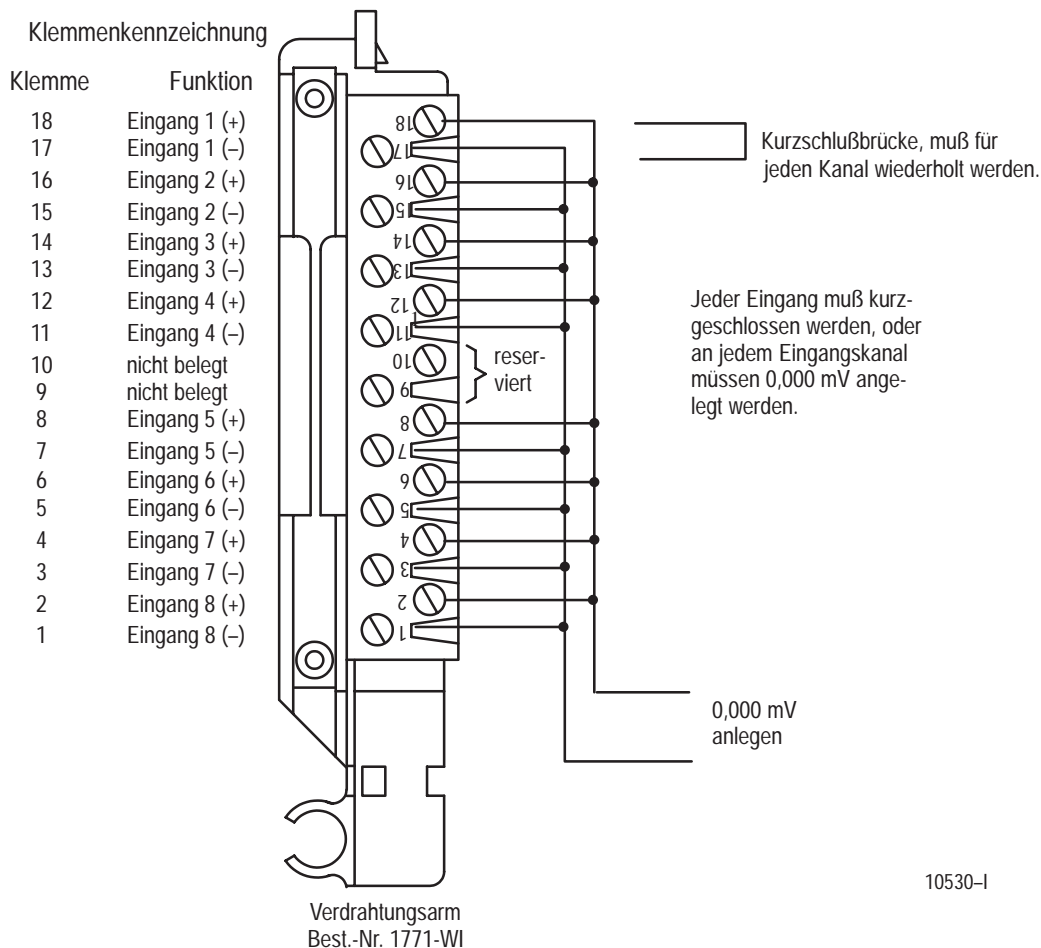 Klemmenkennzeichnung
Klemme Funktion
18 Eingang 1 (+)
17 Eingang 1 (–)
16 Eingang 2 (+)
15 Eingang 2 (–)
14 Eingang 3 (+)
13 Eingang 3 (–)
12 Eingang 4 (+)
11 Eingang 4 (–)
10 nicht belegt
9 nicht belegt
8 Eingang 5 (+)
7 Eingang 5 (–)
6 Eingang 6 (+)
5 Eingang 6 (–)
4 Eingang 7 (+)
3 Eingang 7 (–)
2 Eingang 8 (+)
1 Eingang 8 (–)
18
17
16
15
14
13
12
11
10
9
8
7
6
5
4
3
2
1
reser-
viert
Kurzschlußbrücke, muß für
jeden Kanal wiederholt werden.
Jeder Eingang muß kurz-
geschlossen werden, oder
an jedem Eingangskanal
müssen 0,000 mV ange-
legt werden.
0,000 mV
anlegen
Verdrahtungsarm
Best.-Nr. 1771-WI
10530–I